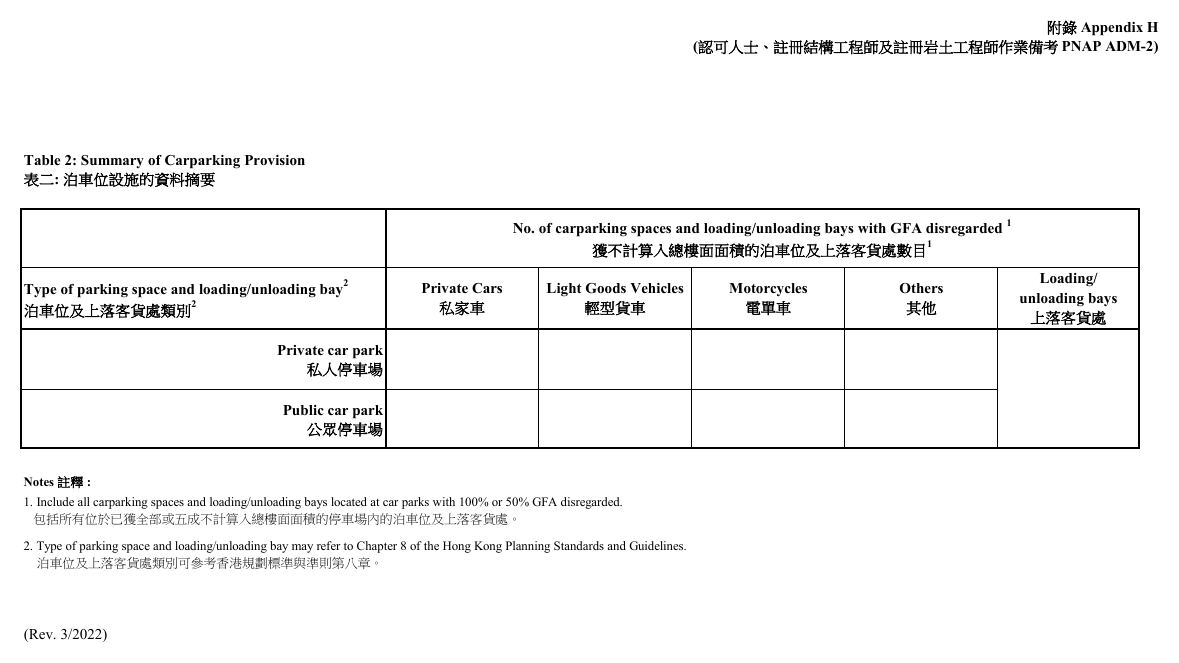 附錄 Appendix H
(認可人士、註冊結構工程師及註冊岩土工程師作業備考 PNAP ADM-2)
Table 2: Summary of Carparking Provision
表二: 泊車位設施的資料摘要
No. of carparking spaces and loading/unloading bays with GFA disregarded 1
獲不計算入總樓面面積的泊車位及上落客貨處數目1
Type of parking space and loading/unloading bay2
泊車位及上落客貨處類別2
Private Cars
私家車
Light Goods Vehicles
輕型貨車
Motorcycles
電單車
Others
其他
Loading/
unloading bays
上落客貨處
Private car park
私人停車場
Public car park
公眾停車場
Notes 註釋 :
1. Include all carparking spaces and loading/unloading bays located at car parks with 100% or 50% GFA disregarded.
包括所有位於已獲全部或五成不計算入總樓面面積的停車場內的泊車位及上落客貨處。
2. Type of parking space and loading/unloading bay may refer to Chapter 8 of the Hong Kong Planning Standards and Guidelines.
泊車位及上落客貨處類別可參考香港規劃標準與準則第八章。
(Rev. 3/2022)